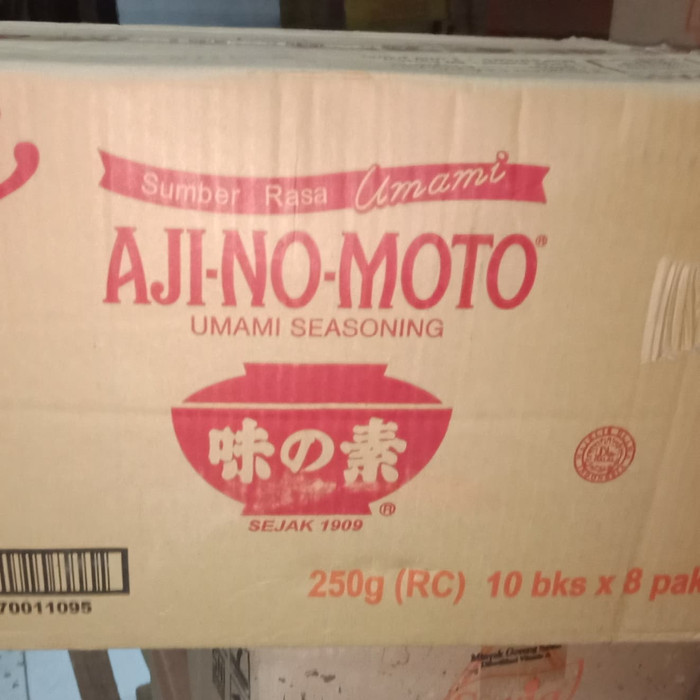 Sumber Rasa Umami
AJI-NO-MOTO®
UMAMI SEASONING
味の素
®
SEJAK 1909
250g (RC) 10 bks x 8 pak
70011095